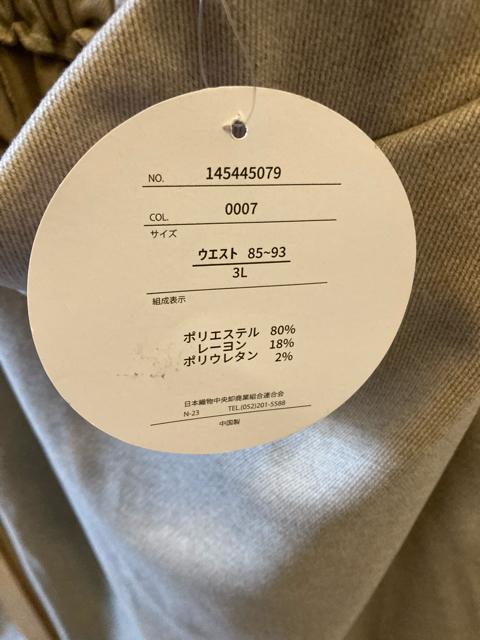 NO. 145445079
COL. 0007
サイズ
ウエスト 85~93
3L
組成表示
ポリエステル 80%
レーヨン 18%
ポリウレタン 2%
日本織物中央卸商業組合連合会
N-23 TEL.(052)201-5588
中国製